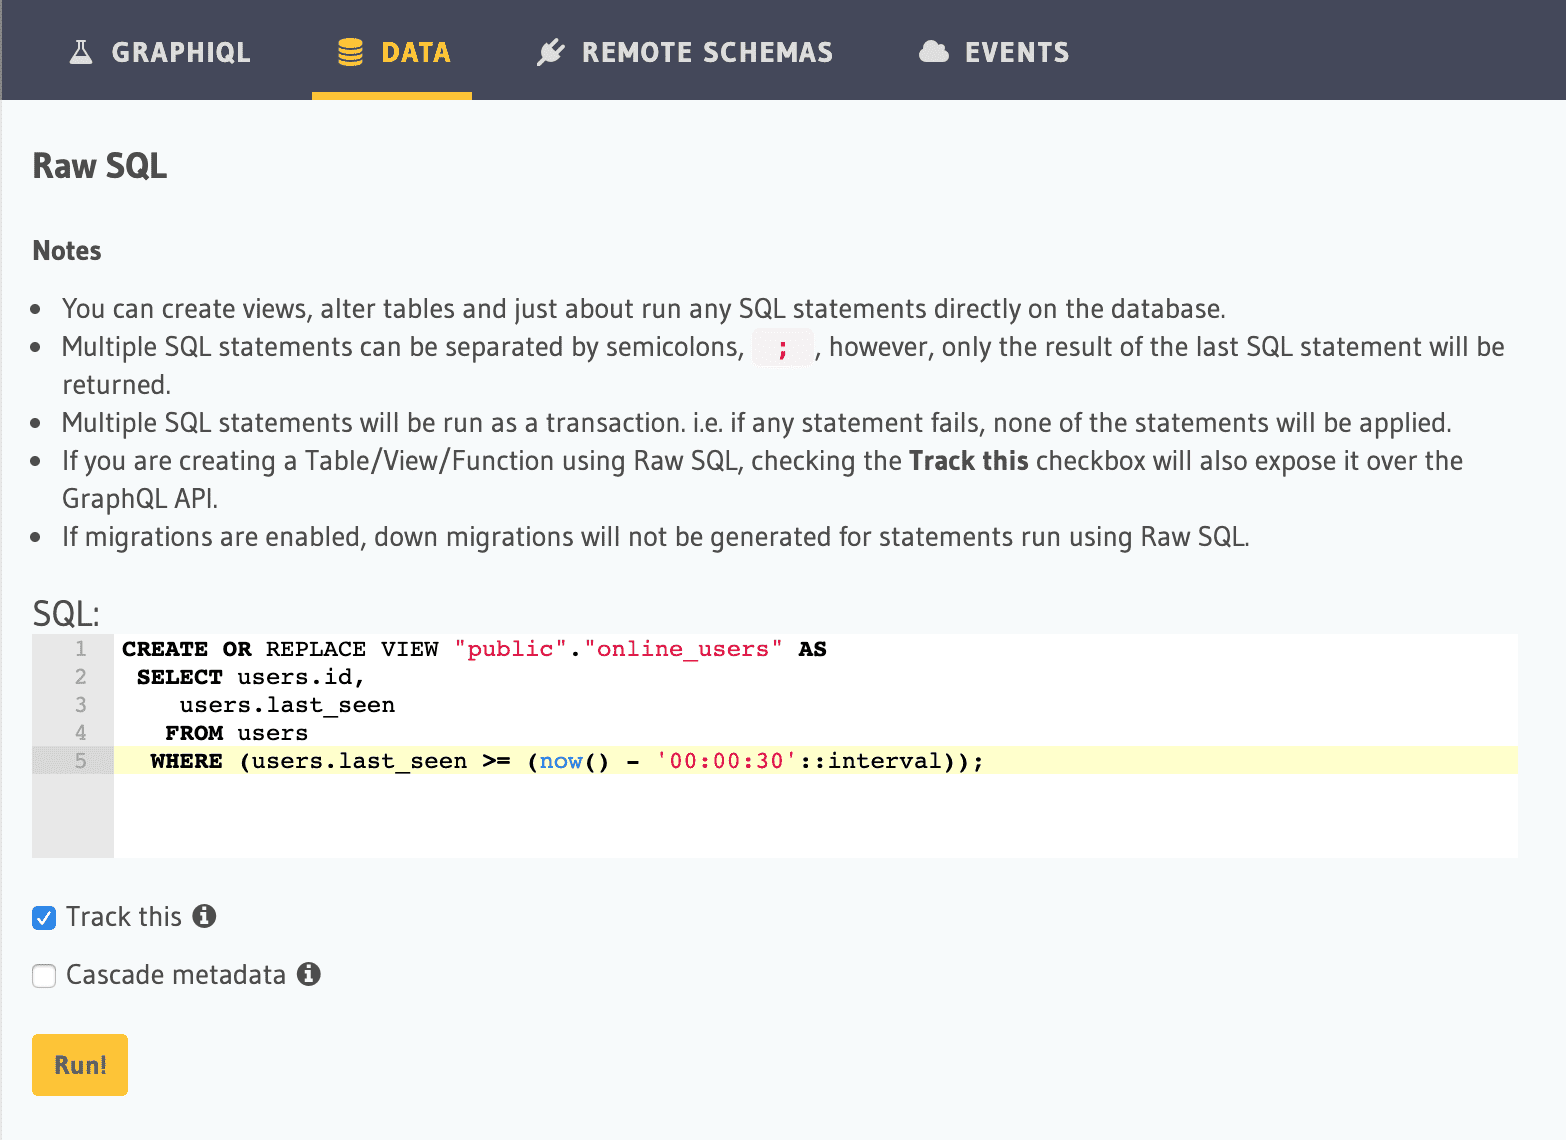 GRAPHIQL DATA REMOTE SCHEMAS EVENTS
Raw SQL
Notes
You can create views, alter tables and just about run any SQL statements directly on the database.
Multiple SQL statements can be separated by semicolons, ; , however, only the result of the last SQL statement will be
returned.
Multiple SQL statements will be run as a transaction. i.e. if any statement fails, none of the statements will be applied.
If you are creating a Table/View/Function using Raw SQL, checking the Track this checkbox will also expose it over the
GraphQL API.
If migrations are enabled, down migrations will not be generated for statements run using Raw SQL.
SQL:
1 CREATE OR REPLACE VIEW "public"."online_users" AS
2 SELECT users.id,
3 users.last_seen
4 FROM users
5 WHERE (users.last_seen >= (now() - '00:00:30'::interval));
Track this
Cascade metadata
Run!